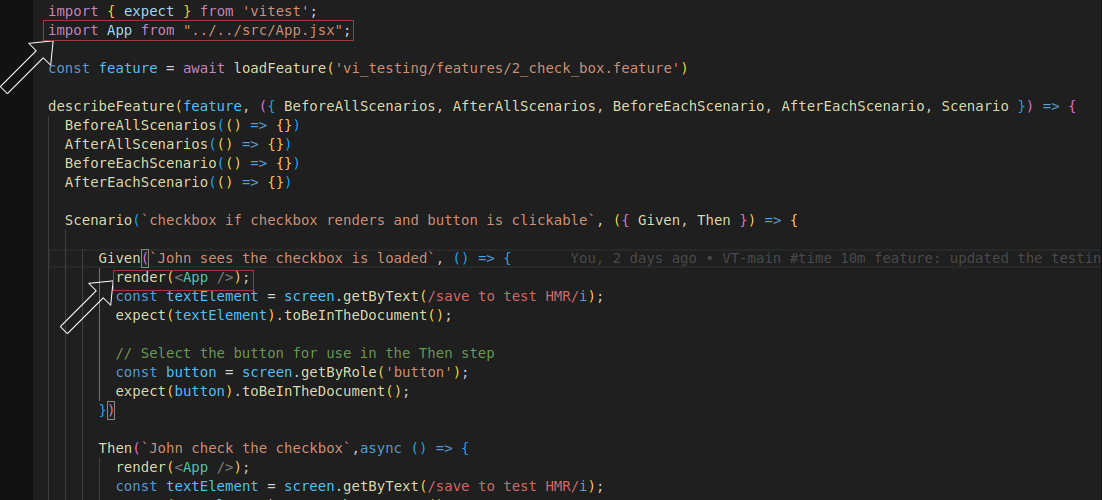 import { expect } from 'vitest';
import App from "../../src/App.jsx";
const feature = await loadFeature('vi_testing/features/2_check_box.feature')
describeFeature(feature, ({ BeforeAllScenarios, AfterAllScenarios, BeforeEachScenario, AfterEachScenario, Scenario }) => {
BeforeAllScenarios(() => {})
AfterAllScenarios(() => {})
BeforeEachScenario(() => {})
AfterEachScenario(() => {})
Scenario(`checkbox if checkbox renders and button is clickable`, ({ Given, Then }) => {
Given(`John sees the checkbox is loaded`, () => { You, 2 days ago • VT-main #time 10m feature: updated the testin
render(<App />);
const textElement = screen.getByText(/save to test HMR/i);
expect(textElement).toBeInTheDocument();
// Select the button for use in the Then step
const button = screen.getByRole('button');
expect(button).toBeInTheDocument();
})
Then(`John check the checkbox`,async () => {
render(<App />);
const textElement = screen.getByText(/save to test HMR/i);